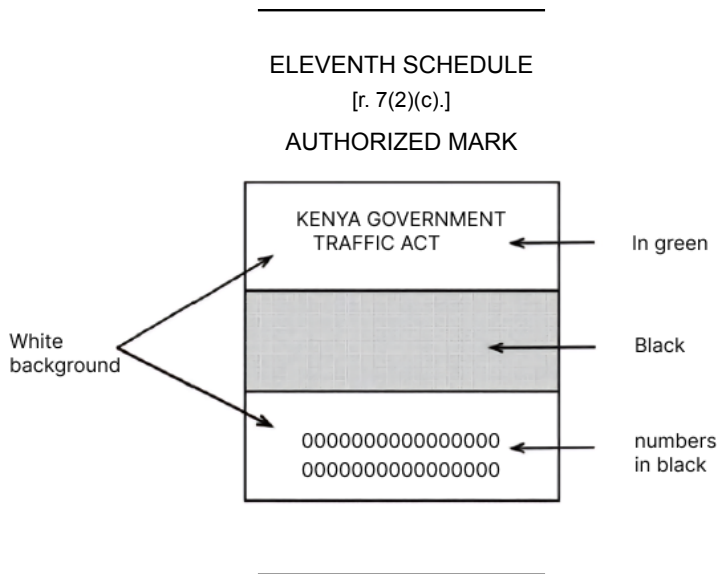 ELEVENTH SCHEDULE
[r. 7(2)(c).]
AUTHORIZED MARK
KENYA GOVERNMENT
TRAFFIC ACT
In green
White
background
Black
0000000000000000
0000000000000000
numbers
in black